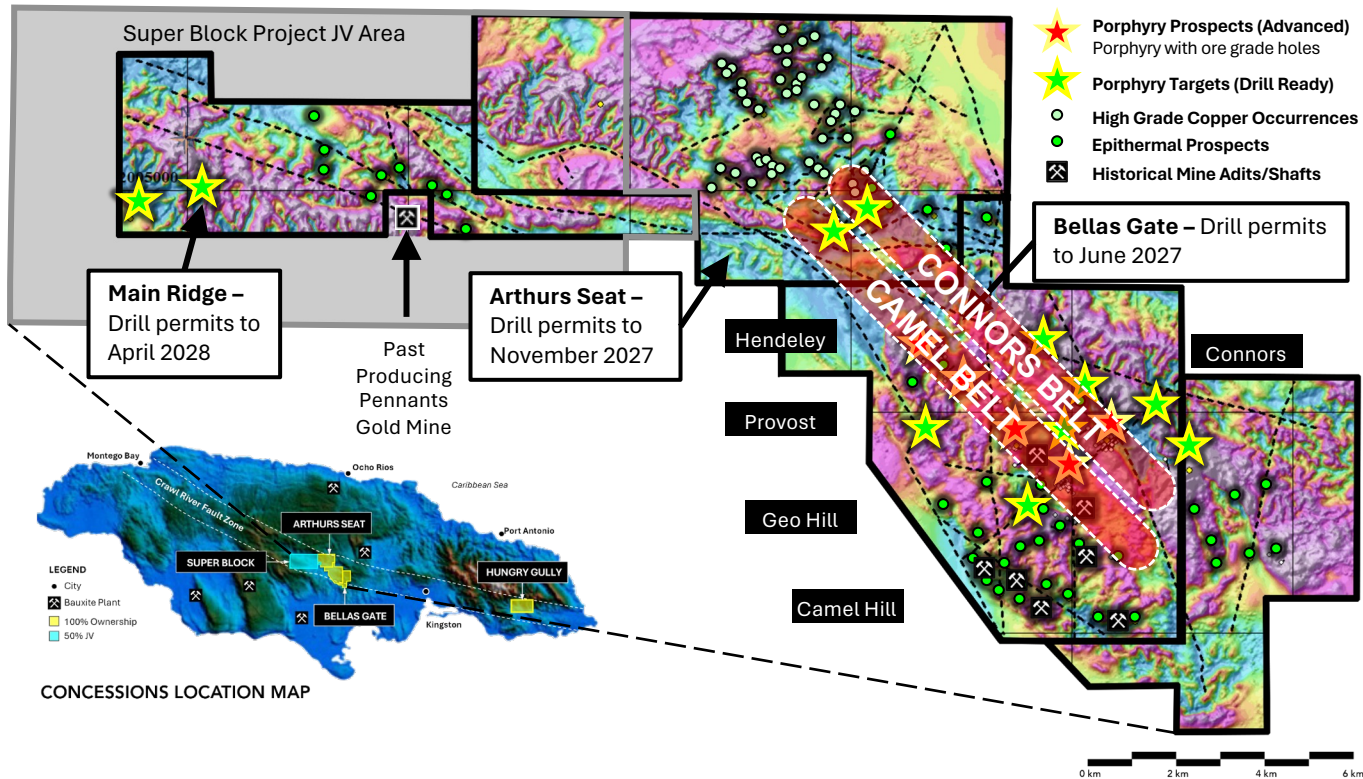 Super Block Project JV Area
Porphyry Prospects (Advanced)
Porphyry with ore grade holes
Porphyry Targets (Drill Ready)
High Grade Copper Occurrences
Epithermal Prospects
Historical Mine Adits/Shafts
Bellas Gate – Drill permits
to June 2027
Main Ridge –
Drill permits to
April 2028
Arthurs Seat –
Drill permits to
November 2027
Past
Producing
Pennants
Gold Mine
CONNORS BELT
CAMEL BELT
Hendeley
Connors
Provost
Geo Hill
Camel Hill
Montego Bay
Ocho Rios
Caribbean Sea
Crawl River Fault Zone
ARTHURS SEAT
Port Antonio
SUPER BLOCK
HUNGRY GULLY
BELLAS GATE
Kingston
LEGEND
City
Bauxite Plant
100% Ownership
50% JV
CONCESSIONS LOCATION MAP
0 km 2 km 4 km 6 km